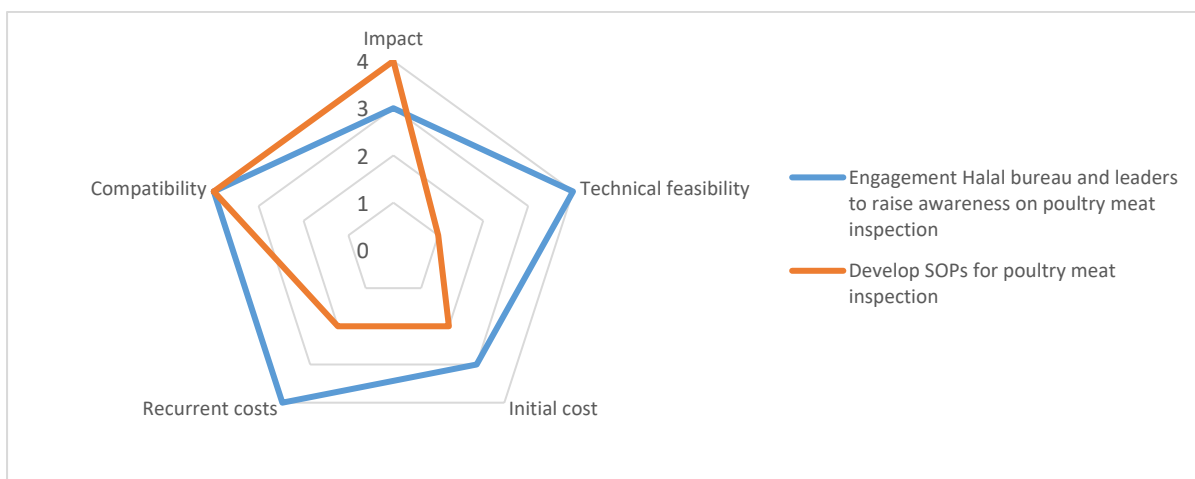 Impact
4
3
2
1
0
Technical feasibility
Initial cost
Recurrent costs
Compatibility
Engagement Halal bureau and leaders
to raise awareness on poultry meat
inspection
Develop SOPs for poultry meat
inspection